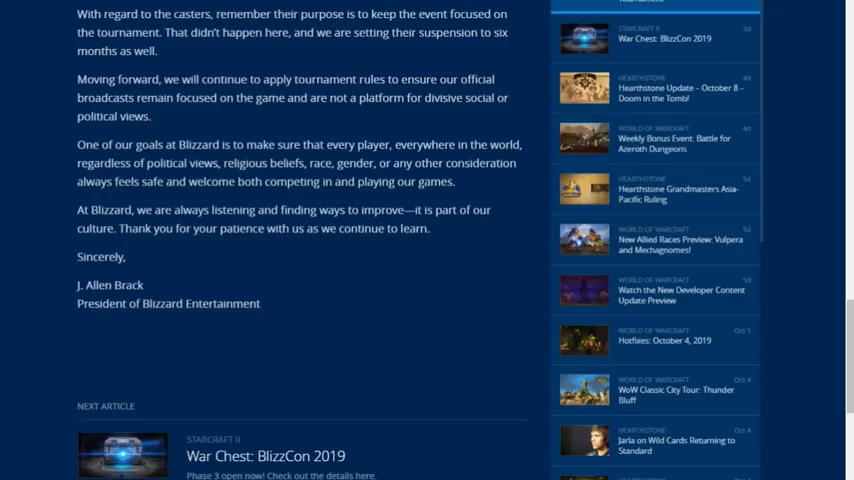 With regard to the casters, remember their purpose is to keep the event focused on
the tournament. That didn't happen here, and we are setting their suspension to six
months as well.
Moving forward, we will continue to apply tournament rules to ensure our official
broadcasts remain focused on the game and are not a platform for divisive social or
political views.
One of our goals at Blizzard is to make sure that every player, everywhere in the world,
regardless of political views, religious beliefs, race, gender, or any other consideration
always feels safe and welcome both competing in and playing our games.
At Blizzard, we are always listening and finding ways to improve—it is part of our
culture. Thank you for your patience with us as we continue to learn.
Sincerely,
J. Allen Brack
President of Blizzard Entertainment
NEXT ARTICLE
STARCRAFT II
War Chest: BlizzCon 2019
Phase 3 open now! Check out the details here.
Tournament
STARCRAFT II 2d
War Chest: BlizzCon 2019
HEARTHSTONE 4d
Hearthstone Update – October 8 –
Doom in the Tomb!
WORLD OF WARCRAFT 4d
Weekly Bonus Event: Battle for
Azeroth Dungeons
HEARTHSTONE 5d
Hearthstone Grandmasters Asia-
Pacific Ruling
WORLD OF WARCRAFT 5d
New Allied Races Preview: Vulpera
and Mechagnomes!
WORLD OF WARCRAFT 5d
Watch the New Developer Content
Update Preview
WORLD OF WARCRAFT Oct 5
Hotfixes: October 4, 2019
WORLD OF WARCRAFT Oct 4
WoW Classic City Tour: Thunder
Bluff
HEARTHSTONE Oct 4
Jarla on Wild Cards Returning to
Standard